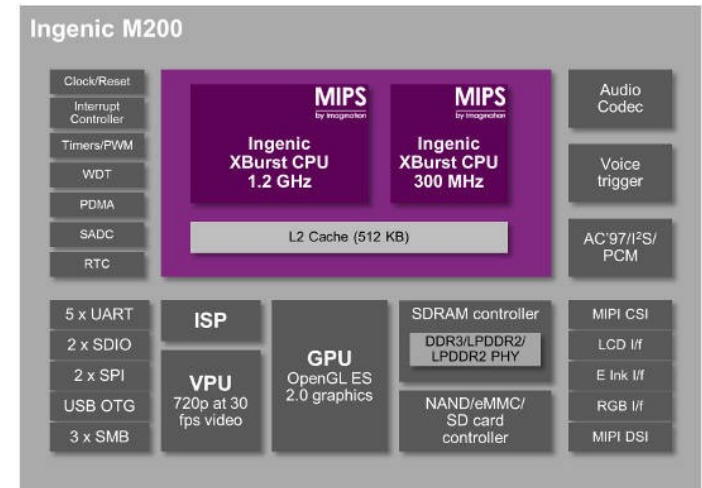 Ingenic M200
Clock/Reset
Interrupt
Controller
Timers/PWM
WDT
PDMA
SADC
RTC
MIPS
by Imagination
Ingenic
XBurst CPU
1.2 GHz
MIPS
by Imagination
Ingenic
XBurst CPU
300 MHz
L2 Cache (512 KB)
Audio
Codec
Voice
trigger
AC'97/I²S/
PCM
5 x UART
2 x SDIO
2 x SPI
USB OTG
3 x SMB
ISP
VPU
720p at 30
fps video
GPU
OpenGL ES
2.0 graphics
SDRAM controller
DDR3/LPDDR2/
LPDDR2 PHY
NAND/eMMC/
SD card
controller
MIPI CSI
LCD I/f
E Ink I/f
RGB I/f
MIPI DSI